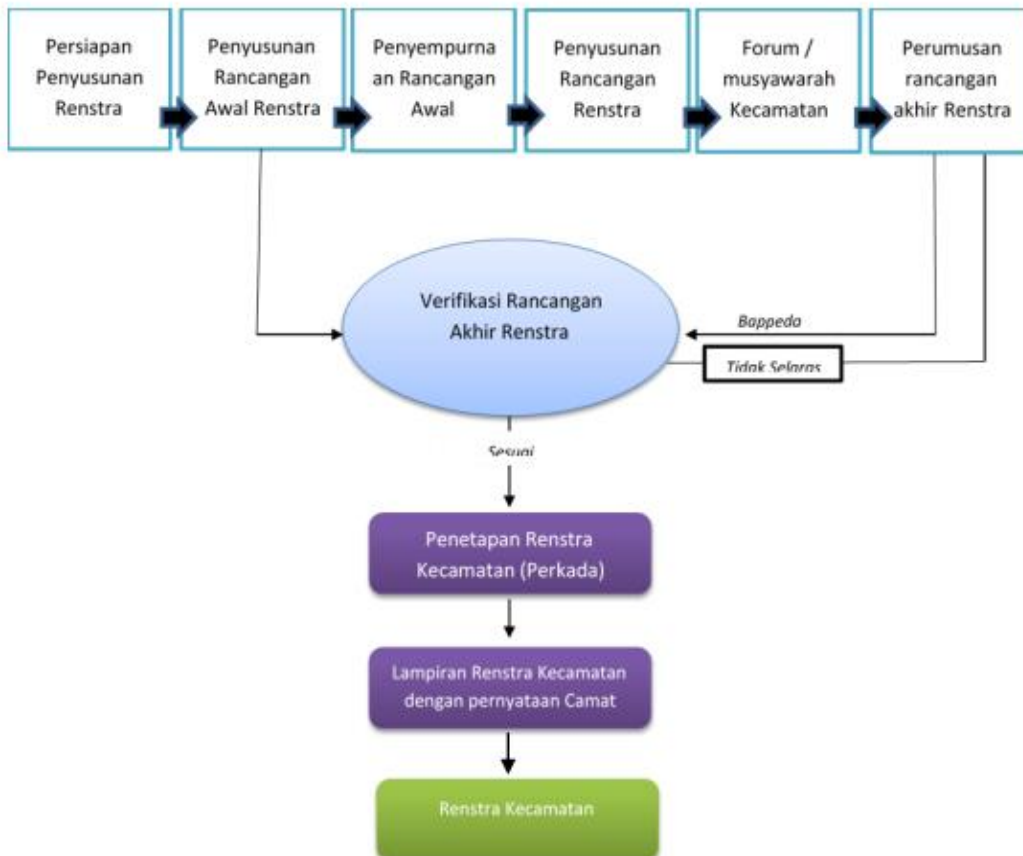 Persiapan
Penyusunan
Renstra
Penyusunan
Rancangan
Awal Renstra
Penyempurna
an Rancangan
Awal
Penyusunan
Rancangan
Renstra
Forum /
musyawarah
Kecamatan
Perumusan
rancangan
akhir Renstra
Verifikasi Rancangan
Akhir Renstra
Bappeda
Tidak Selaras
Sesuai
Penetapan Renstra
Kecamatan (Perkada)
Lampiran Renstra Kecamatan
dengan pernyataan Camat
Renstra Kecamatan